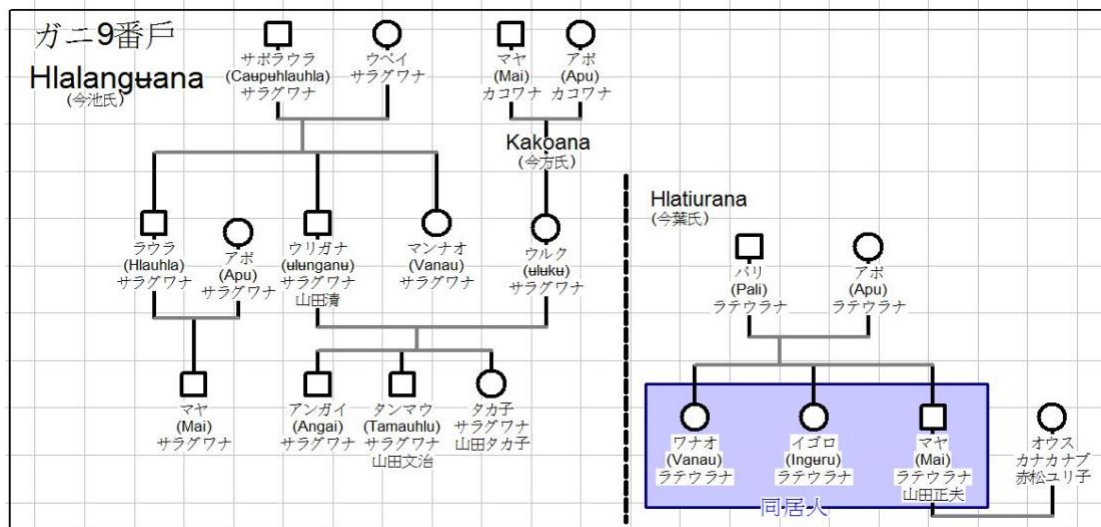 ガニ9番戶
Hlalangʉana
(今池氏)
サポラウラ
(Caʉpʉhlauhla)
サラグワナ
ウペイ
サラグワナ
マヤ
(Mai)
カコワナ
アポ
(Apu)
カコワナ
Kakoana
(今方氏)
ラウラ
(Hlauhla)
サラグワナ
アポ
(Apu)
サラグワナ
ウリガナ
(ʉlʉnganʉ)
サラグワナ
山田清
マンナオ
(Vanau)
サラグワナ
ウルク
(ʉlʉkʉ)
サラグワナ
マヤ
(Mai)
サラグワナ
アンガイ
(Angai)
サラグワナ
タンマウ
(Tamauhlu)
サラグワナ
山田文治
タカ子
サラグワナ
山田タカ子
Hlatiurana
(今葉氏)
パリ
(Pali)
ラテウラナ
アポ
(Apu)
ラテウラナ
ワナオ
(Vanau)
ラテウラナ
イゴロ
(Ingʉru)
ラテウラナ
マヤ
(Mai)
ラテウラナ
山田正夫
オウス
カナカナブ
赤松ユリ子
同居人